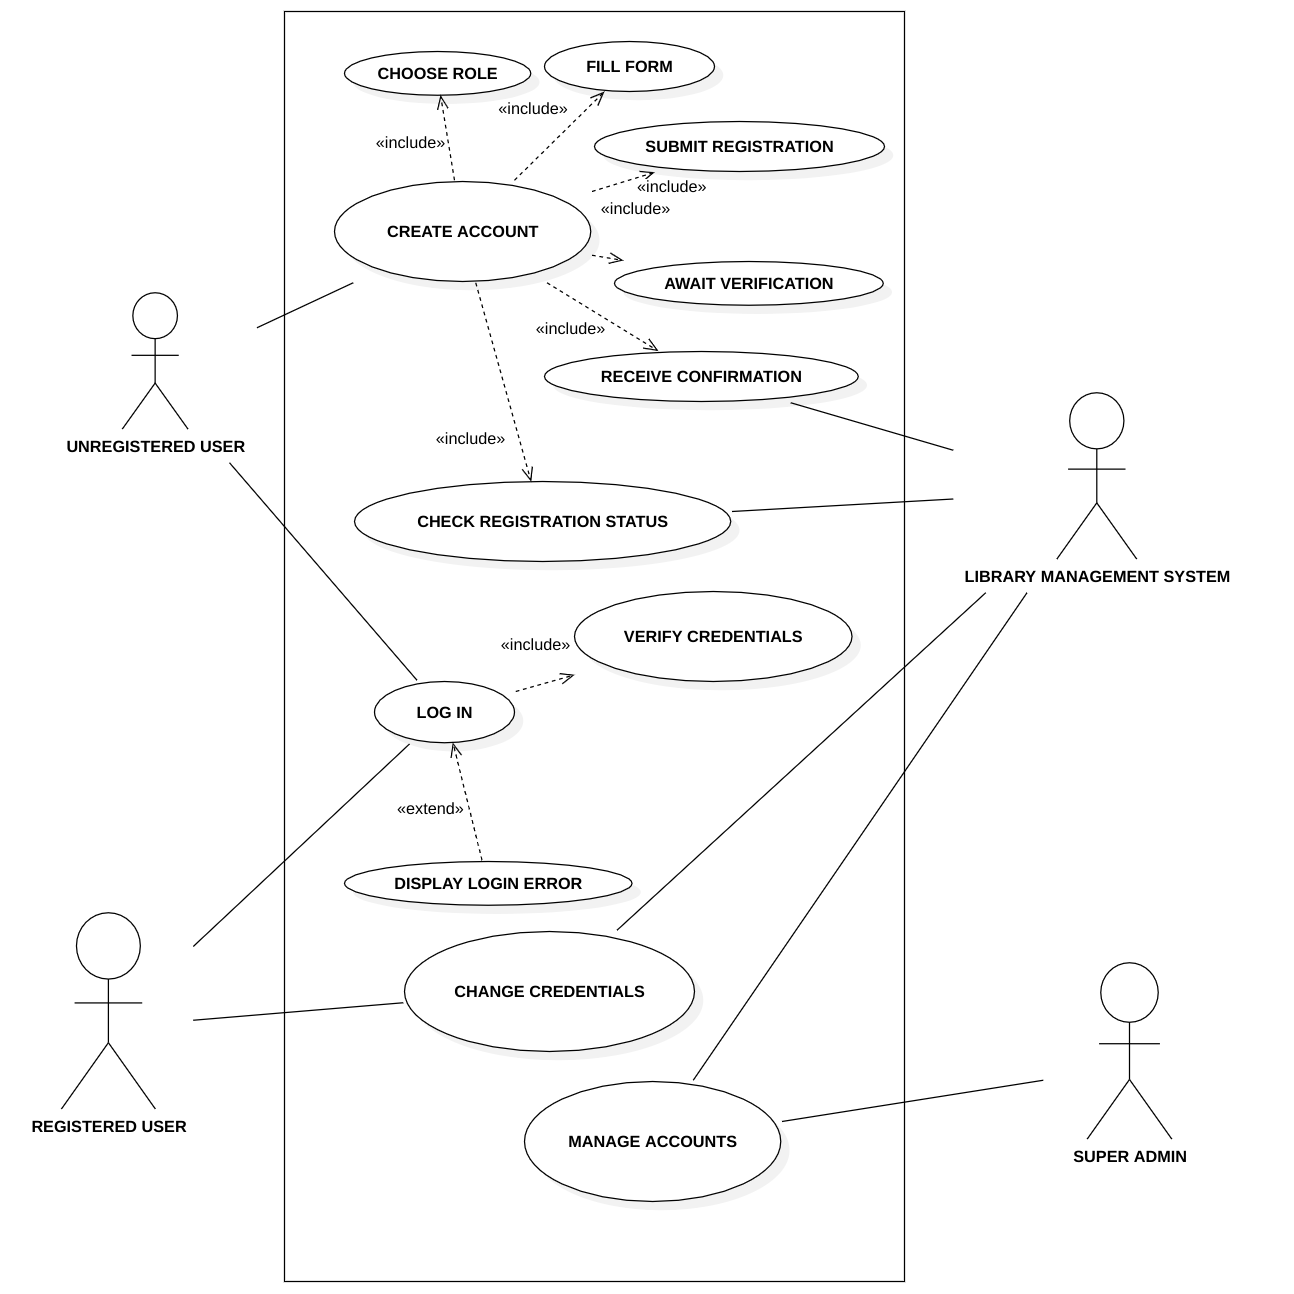 CHOOSE ROLE
FILL FORM
«include»
«include»
SUBMIT REGISTRATION
«include»
«include»
CREATE ACCOUNT
AWAIT VERIFICATION
«include»
RECEIVE CONFIRMATION
UNREGISTERED USER
«include»
CHECK REGISTRATION STATUS
LIBRARY MANAGEMENT SYSTEM
VERIFY CREDENTIALS
«include»
LOG IN
«extend»
DISPLAY LOGIN ERROR
CHANGE CREDENTIALS
REGISTERED USER
MANAGE ACCOUNTS
SUPER ADMIN